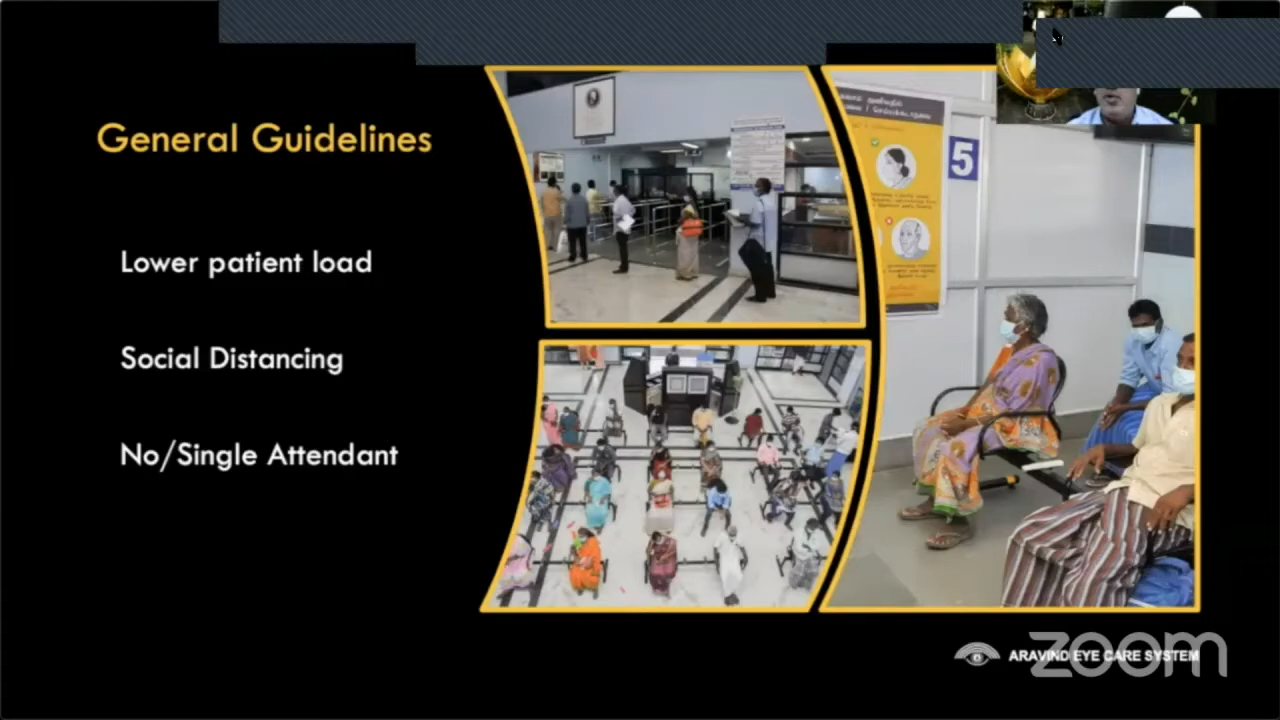 General Guidelines
Lower patient load
Social Distancing
No/Single Attendant
5
ARAVIND EYE CARE SYSTEM
zoom